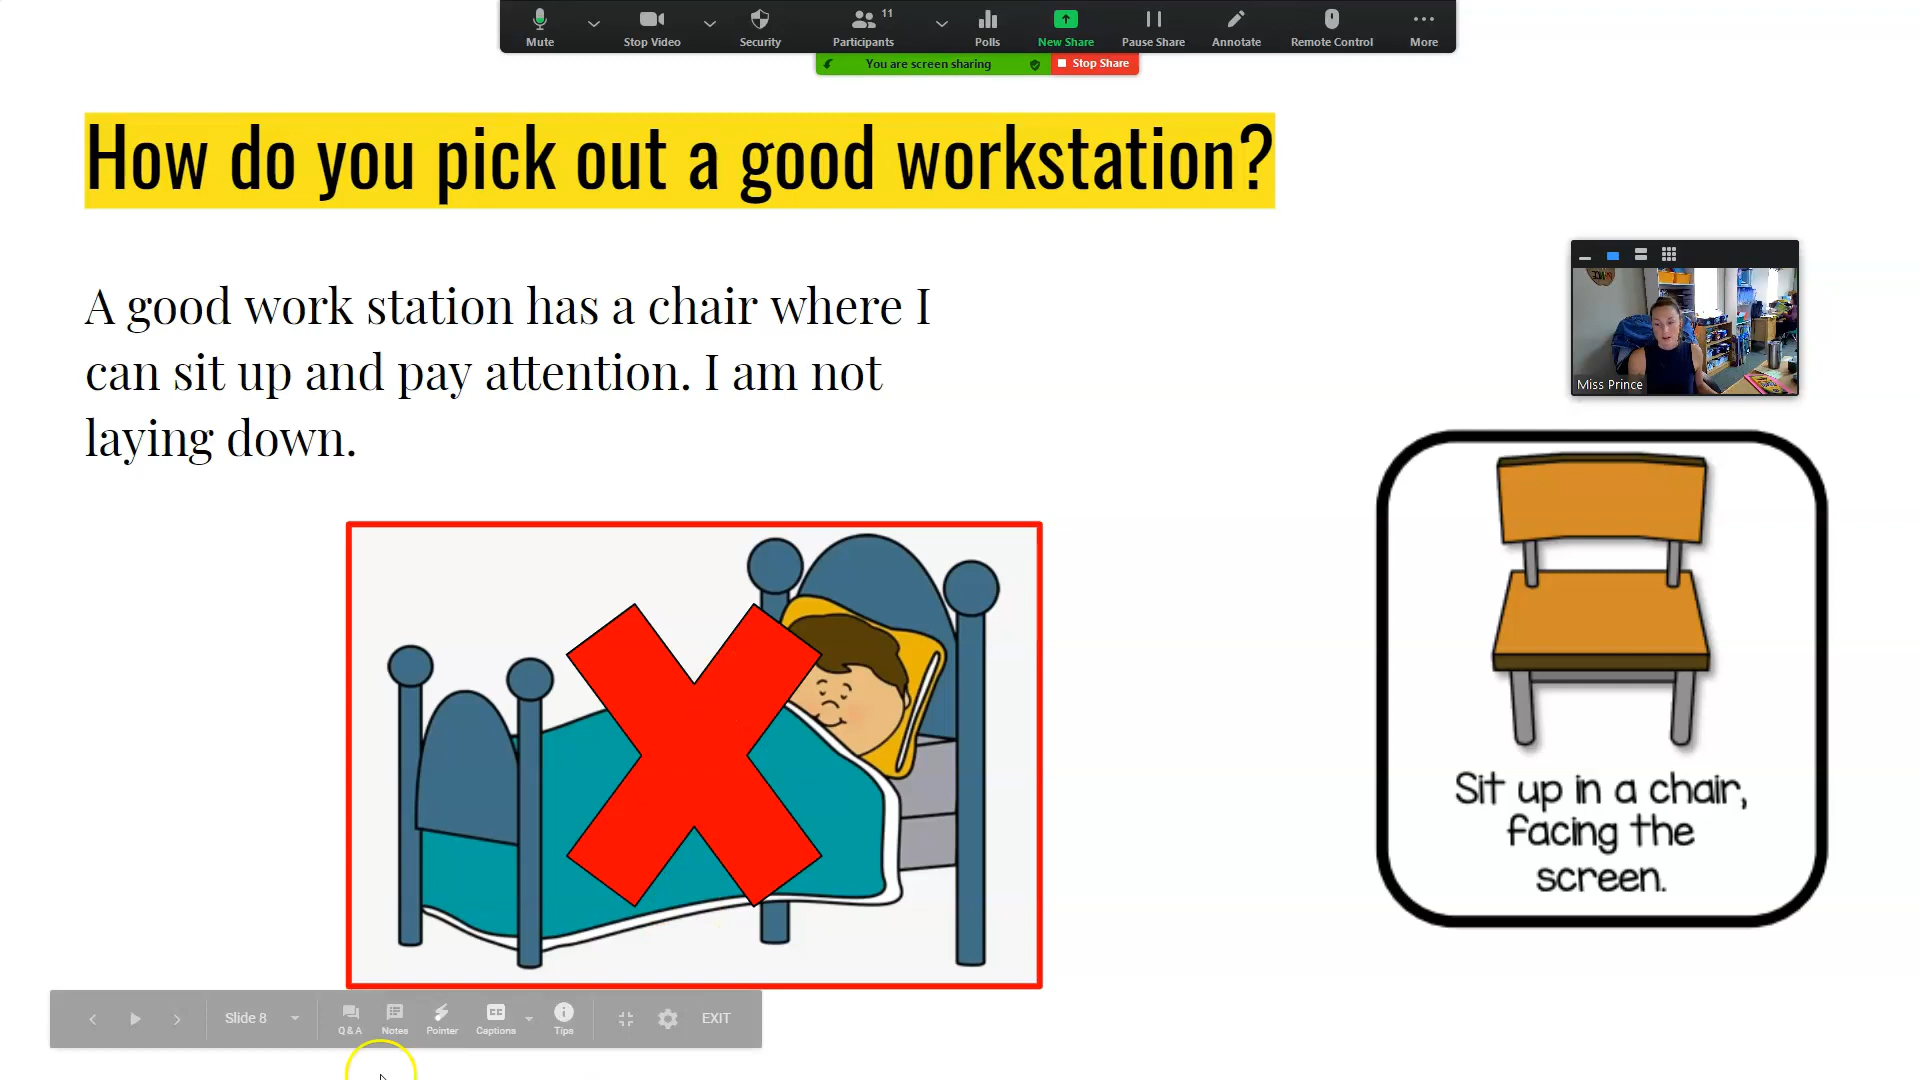 Mute
Stop Video
Security
Participants
11
Polls
New Share
Pause Share
Annotate
Remote Control
More
You are screen sharing
Stop Share
How do you pick out a good workstation?
A good work station has a chair where I
can sit up and pay attention. I am not
laying down.
Miss Prince
Sit up in a chair,
facing the
screen.
Slide 8
Q & A
Notes
Pointer
CC
Captions
Tips
EXIT